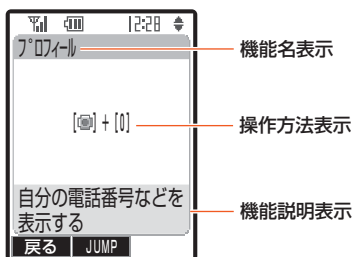 12:28
ﾌﾟﾛﾌｨｰﾙ
機能名表示
[◉] + [0]
操作方法表示
自分の電話番号などを
表示する
機能説明表示
戻る JUMP